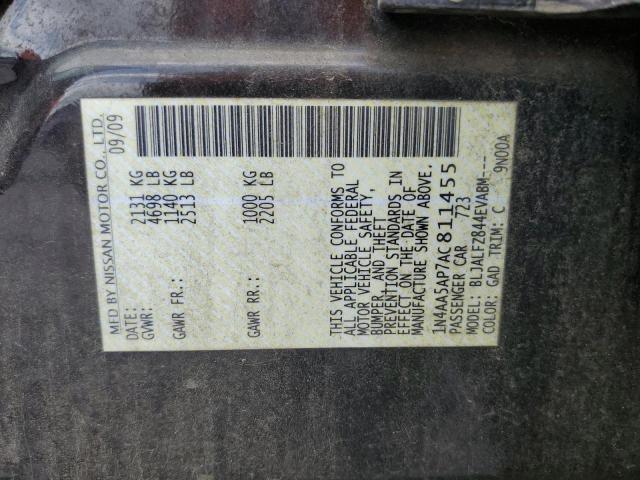 MFD BY NISSAN MOTOR CO., LTD.
DATE: 09/09
GVWR: 2131 KG
4698 LB
GAWR FR.: 1140 KG
2513 LB
GAWR RR.: 1000 KG
2205 LB
THIS VEHICLE CONFORMS TO
ALL APPLICABLE FEDERAL
MOTOR VEHICLE SAFETY,
BUMPER, AND THEFT
PREVENTION STANDARDS IN
EFFECT ON THE DATE OF
MANUFACTURE SHOWN ABOVE.
1N4AA5AP7AC811455
PASSENGER CAR 723
MODEL: BLJALFZ844EVABM---
COLOR: GAD TRIM: C 9N00A